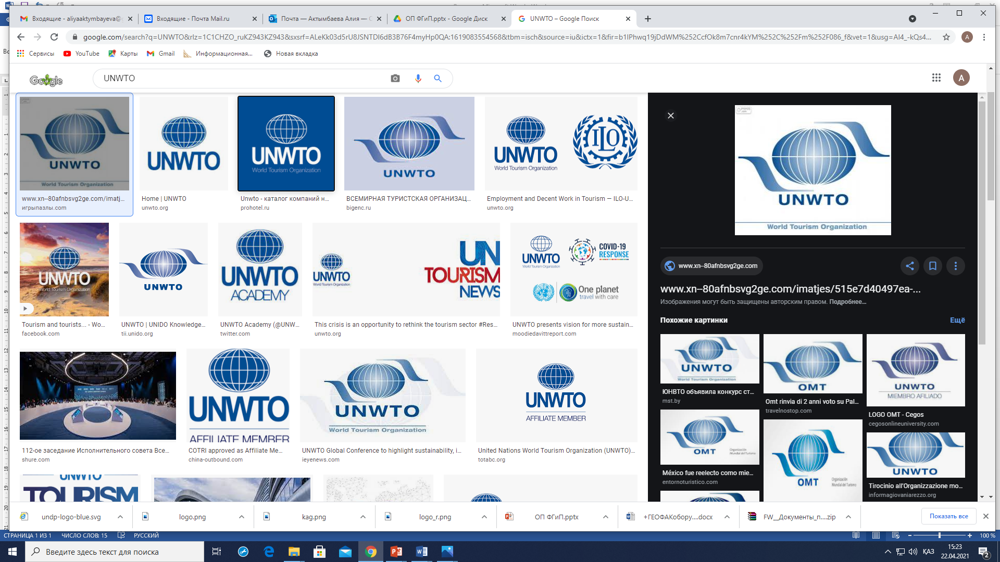 Входящие - aliyaaktymbayeva@
Входящие - Почта Mail.ru
Почта — Актымбаева Алия — С
ОП ФГиП.pptx - Google Диск
UNWTO – Google Поиск
google.com/search?q=UNWTO&rlz=1C1CHZO_ruKZ943KZ943&sxsrf=ALeKk03d5rU8JSNTDI6dB3B76F4myHp0QA:1619083554568&tbm=isch&source=iu&ictx=1&fir=b1IPhwq19jDdWM%252CcfOk8m7cnr4kYM%252C%252Fm%252F086_f&vet=1&usg=AI4_-kQs4...
A
Сервисы
YouTube
Карты
Gmail
Информационная...
Новая вкладка
Google
UNWTO
A
UNWTO
World Tourism Organization
UNWTO
UNWTO
World Tourism Organization
UNWTO
UNWTO
World Tourism Organization
ILO
www.xn--80afnbsvg2ge.com/imatj...
игрыпазлы.com
Home | UNWTO
unwto.org
Unwto - каталог компаний н...
prohotel.ru
ВСЕМИРНАЯ ТУРИСТСКАЯ ОРГАНИЗАЦ...
bigenc.ru
Employment and Decent Work in Tourism — ILO-U...
unwto.org
UNWTO
World Tourism Organization
UNWTO
UNWTO
ACADEMY
UNWTO
World Tourism Organization
UN
TOURISM
NEWS
UNWTO
World Tourism Organization
COVID-19
RESPONSE
One planet
travel with care
Tourism and tourists... - Wo...
facebook.com
UNWTO | UNIDO Knowledge...
tii.unido.org
UNWTO Academy (@UNW...
twitter.com
This crisis is an opportunity to rethink the tourism sector #Res...
unwto.org
UNWTO presents vision for more sustain...
moodiedavittreport.com
UNWTO
AFFILIATE MEMBER
UNWTO
World Tourism Organization
UNWTO
AFFILIATE MEMBER
112-ое заседание Исполнительного совета Все...
shure.com
COTRI approved as Affiliate Me...
china-outbound.com
UNWTO Global Conference to highlight sustainability, i...
ieyenews.com
United Nations World Tourism Organization (UNWTO)...
totabc.org
UNWTO
TOURISM
UNWTO
World Tourism Organization
www.xn--80afnbsvg2ge.com
www.xn--80afnbsvg2ge.com/imatjes/515e7d40497ea-...
Изображения могут быть защищены авторским правом. Подробнее...
Похожие картинки
Ещё
UNWTO
World Tourism Organization
ЮНВТО объявила конкурс ст...
mst.by
OMT
Omt rinvia di 2 anni voto su Pal...
travelnostop.com
UNWTO
MIEMBRO AFILIADO
LOGO OMT - Cegos
cegosonlineuniversity.com
OMT
Organización
Mundial del Turismo
México fue reelecto como mie...
entornoturistico.com
OMT
Organización
Mundial del Turismo
UNWTO
Tirocinio all'Organizzazione mo...
informagiovaniarezzo.org
undp-logo-blue.svg
logo.png
kag.png
logo_r.png
ОП ФГиП.pptx
+ГЕОФАКобору....docx
FW__Документы_п....zip
Показать все
СТРАНИЦА 1 ИЗ 1
ЧИСЛО СЛОВ: 15
РУССКИЙ
100 %
Введите здесь текст для поиска
ҚАЗ
15:23
22.04.2021
2